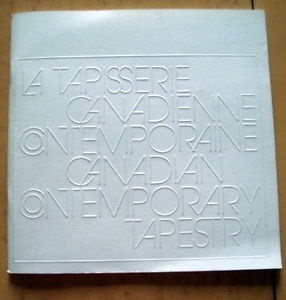 LA TAPISSERIE
CANADIENNE
CONTEMPORAINE
CANADIAN
CONTEMPORARY
TAPESTRY